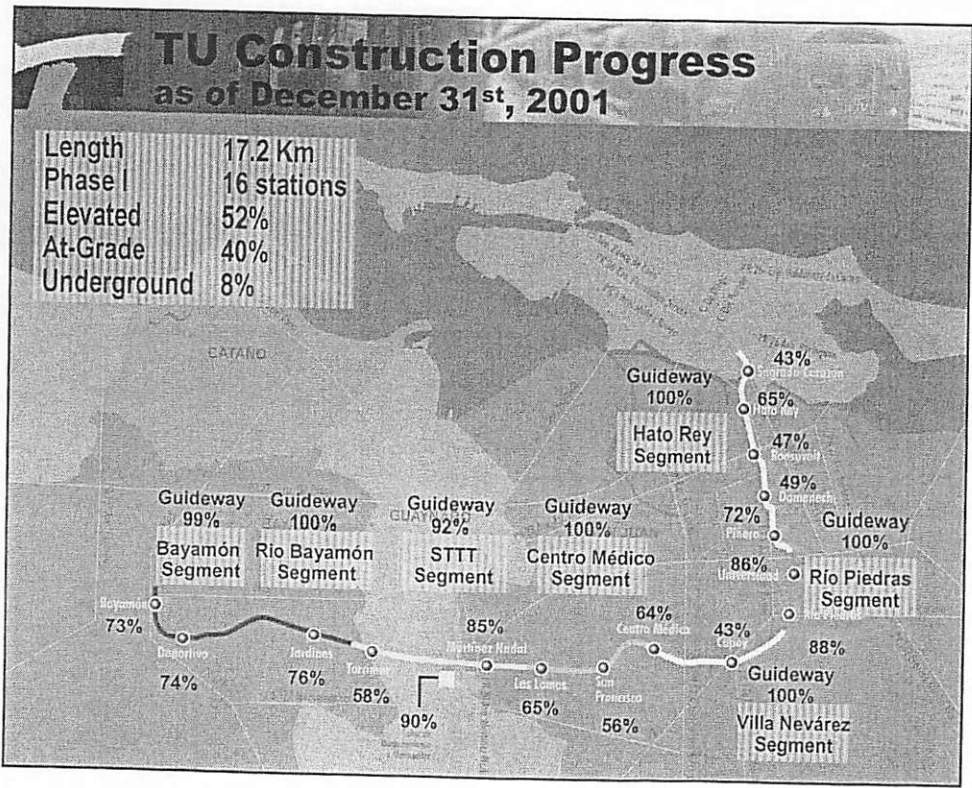 TU Construction Progress
as of December 31st, 2001
Length 17.2 Km
Phase I 16 stations
Elevated 52%
At-Grade 40%
Underground 8%
CATAÑO
43%
Sagrado Corazon
Guideway
100%
65%
Hato Rey
Hato Rey
Segment
47%
Roosevelt
49%
Domenech
72%
Piñero
Guideway
100%
86%
Universidad
Río Piedras
Segment
Río Piedras
88%
Guideway
99%
Bayamón
Segment
Guideway
100%
Río Bayamón
Segment
GUAYNABO
Guideway
92%
STTT
Segment
Guideway
100%
JUAN
Centro Médico
Segment
Bayamón
73%
Deportivo
74%
Jardines
76%
Torrimar
58%
85%
Martínez Nadal
90%
Las Lomas
65%
San
Francisco
56%
64%
Centro Médico
43%
Cupey
Guideway
100%
Villa Nevárez
Segment